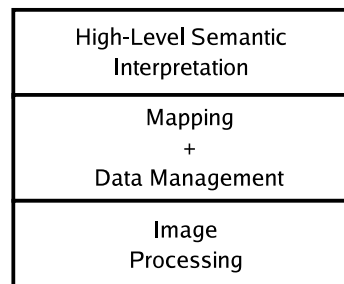 High-Level Semantic
Interpretation
Mapping
+
Data Management
Image
Processing